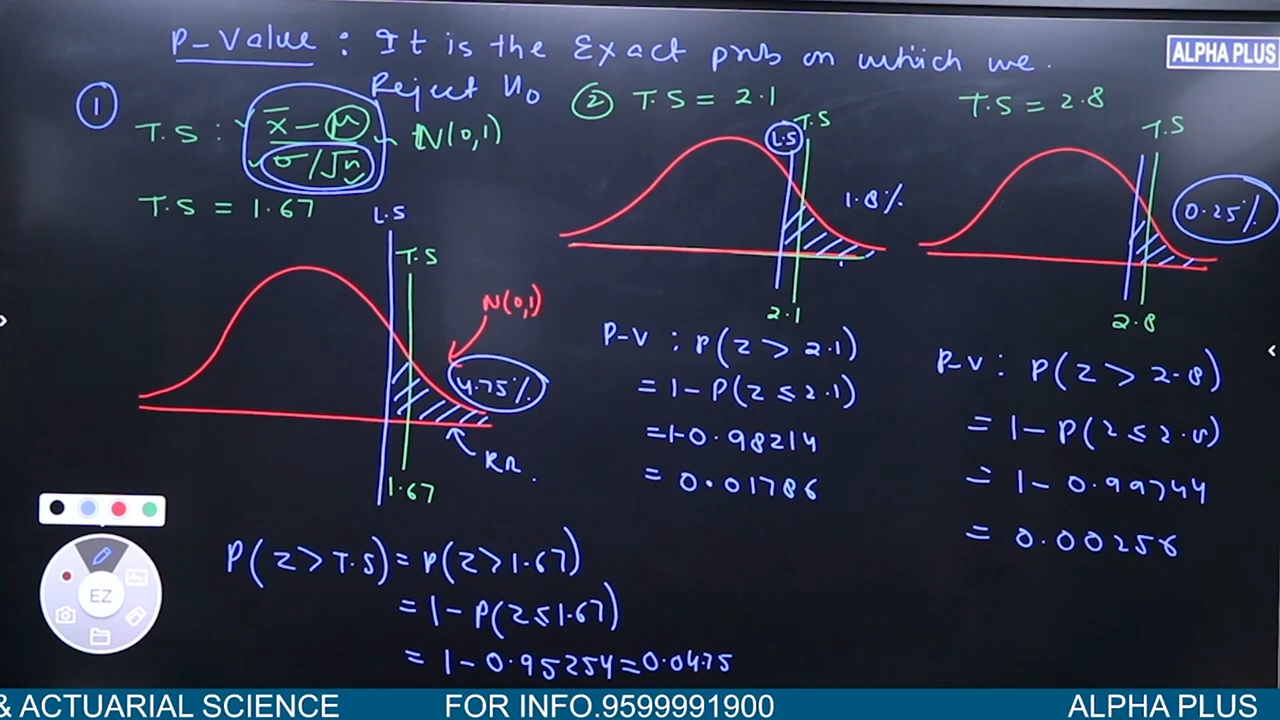 P-Value : It is the Exact prob on which we
Reject H₀
ALPHA PLUS
①
T.S : x̄ - μ / σ/√n ~ N(0,1)
T.S = 1.67
L.S
T.S
N(0,1)
4.75%
RR
1.67
P(Z > T.S) = P(Z > 1.67)
= 1 - P(Z ≤ 1.67)
= 1 - 0.95254 = 0.0475
② T.S = 2.1
L.S
T.S
1.8%
2.1
P-V : P(Z > 2.1)
= 1 - P(Z ≤ 2.1)
= 1 - 0.98214
= 0.01786
T.S = 2.8
T.S
0.25%
2.8
P-V : P(Z > 2.8)
= 1 - P(Z ≤ 2.8)
= 1 - 0.99744
= 0.00256
EZ
& ACTUARIAL SCIENCE FOR INFO.9599991900 ALPHA PLUS